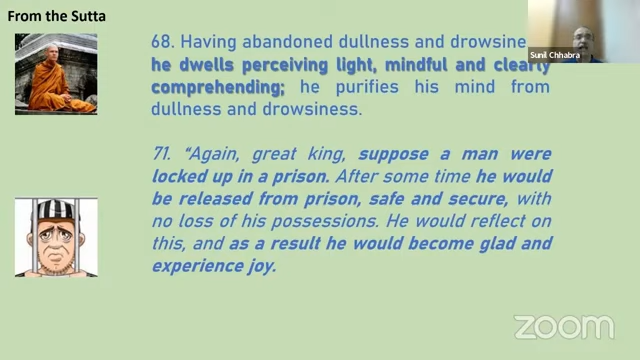 From the Sutta
Sunil Chhabra
68. Having abandoned dullness and
he dwells perceiving light, mindful and clearly
comprehending; he purifies his mind from
dullness and drowsiness.
71. “Again, great king, suppose a man were
locked up in a prison. After some time he would
be released from prison, safe and secure, with
no loss of his possessions. He would reflect on
this, and as a result he would become glad and
experience joy.
zoom